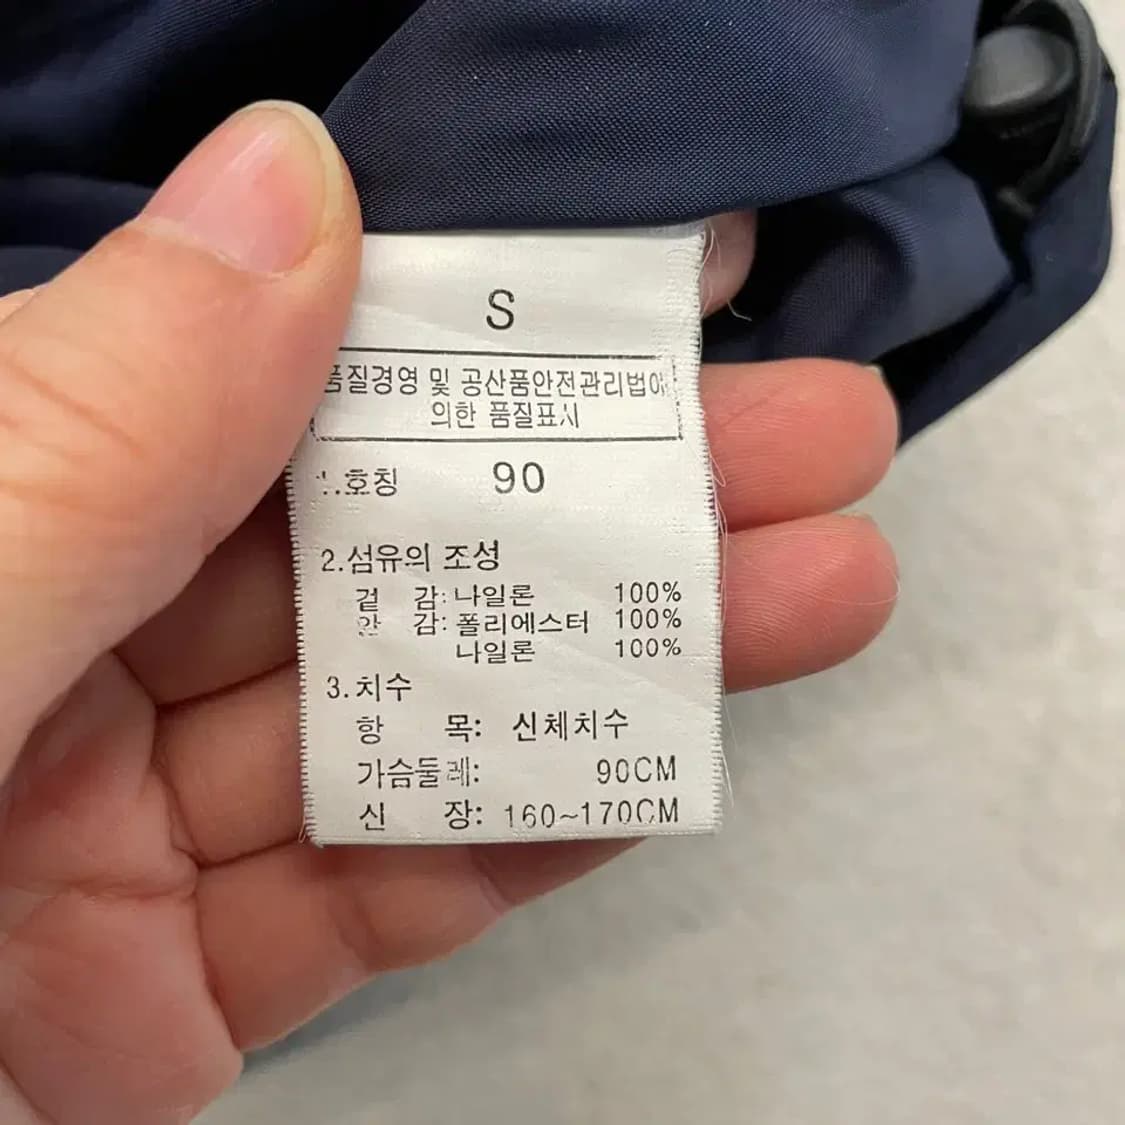 S
품질경영 및 공산품안전관리법에
의한 품질표시
1.호칭 90
2.섬유의 조성
겉 감: 나일론 100%
안 감: 폴리에스터 100%
나일론 100%
3.치수
항 목: 신체치수
가슴둘레: 90CM
신 장: 160~170CM